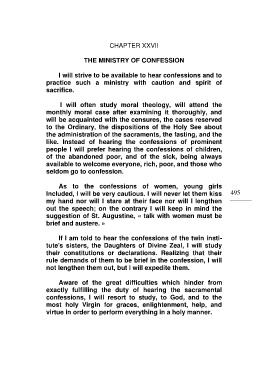 CHAPTER XXVII
THE MINISTRY OF CONFESSION
I will strive to be available to hear confessions and to
practice such a ministry with caution and spirit of
sacrifice.
I will often study moral theology, will attend the
monthly moral case after examining it thoroughly, and
will be acquainted with the censures, the cases reserved
to the Ordinary, the dispositions of the Holy See about
the administration of the sacraments, the fasting, and the
like. Instead of hearing the confessions of prominent
people I will prefer hearing the confessions of children,
of the abandoned poor, and of the sick, being always
available to welcome everyone, rich, poor, and those who
seldom go to confession.
As to the confessions of women, young girls
Included, I will be very cautious. I will never let them kiss
my hand nor will I stare at their face nor will I lengthen
out the speech; on the contrary I will keep in mind the
suggestion of St. Augustine, « talk with women must be
brief and austere. »
495
If I am told to hear the confessions of the twin insti-
tute's sisters, the Daughters of Divine Zeal, I will study
their constitutions or declarations. Realizing that their
rule demands of them to be brief in the confession, I will
not lengthen them out, but I will expedite them.
Aware of the great difficulties which hinder from
exactly fulfilling the duty of hearing the sacramental
confessions, I will resort to study, to God, and to the
most holy Virgin for graces, enlightenment, help, and
virtue in order to perform everything in a holy manner.